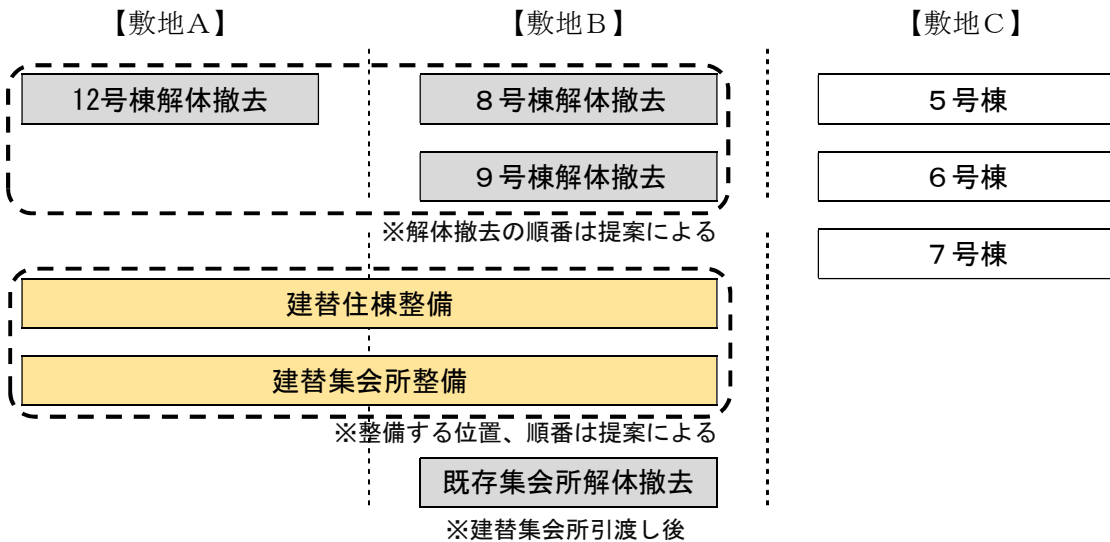 【敷地Ａ】 【敷地Ｂ】 【敷地Ｃ】
12号棟解体撤去 ８号棟解体撤去 ５号棟
９号棟解体撤去 ６号棟
※解体撤去の順番は提案による
７号棟
建替住棟整備
建替集会所整備
※整備する位置、順番は提案による
既存集会所解体撤去
※建替集会所引渡し後